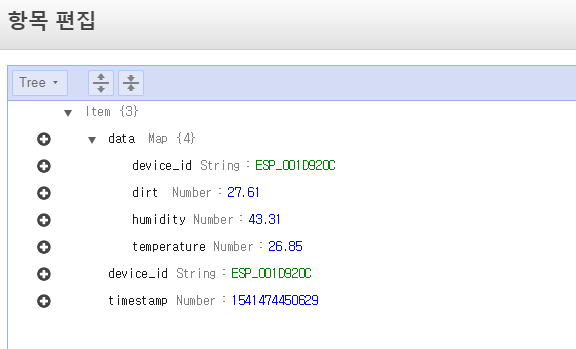 항목 편집
Tree
Item {3}
data Map {4}
device_id String : ESP_001D920C
dirt Number : 27.61
humidity Number : 43.31
temperature Number : 26.85
device_id String : ESP_001D920C
timestamp Number : 1541474450629